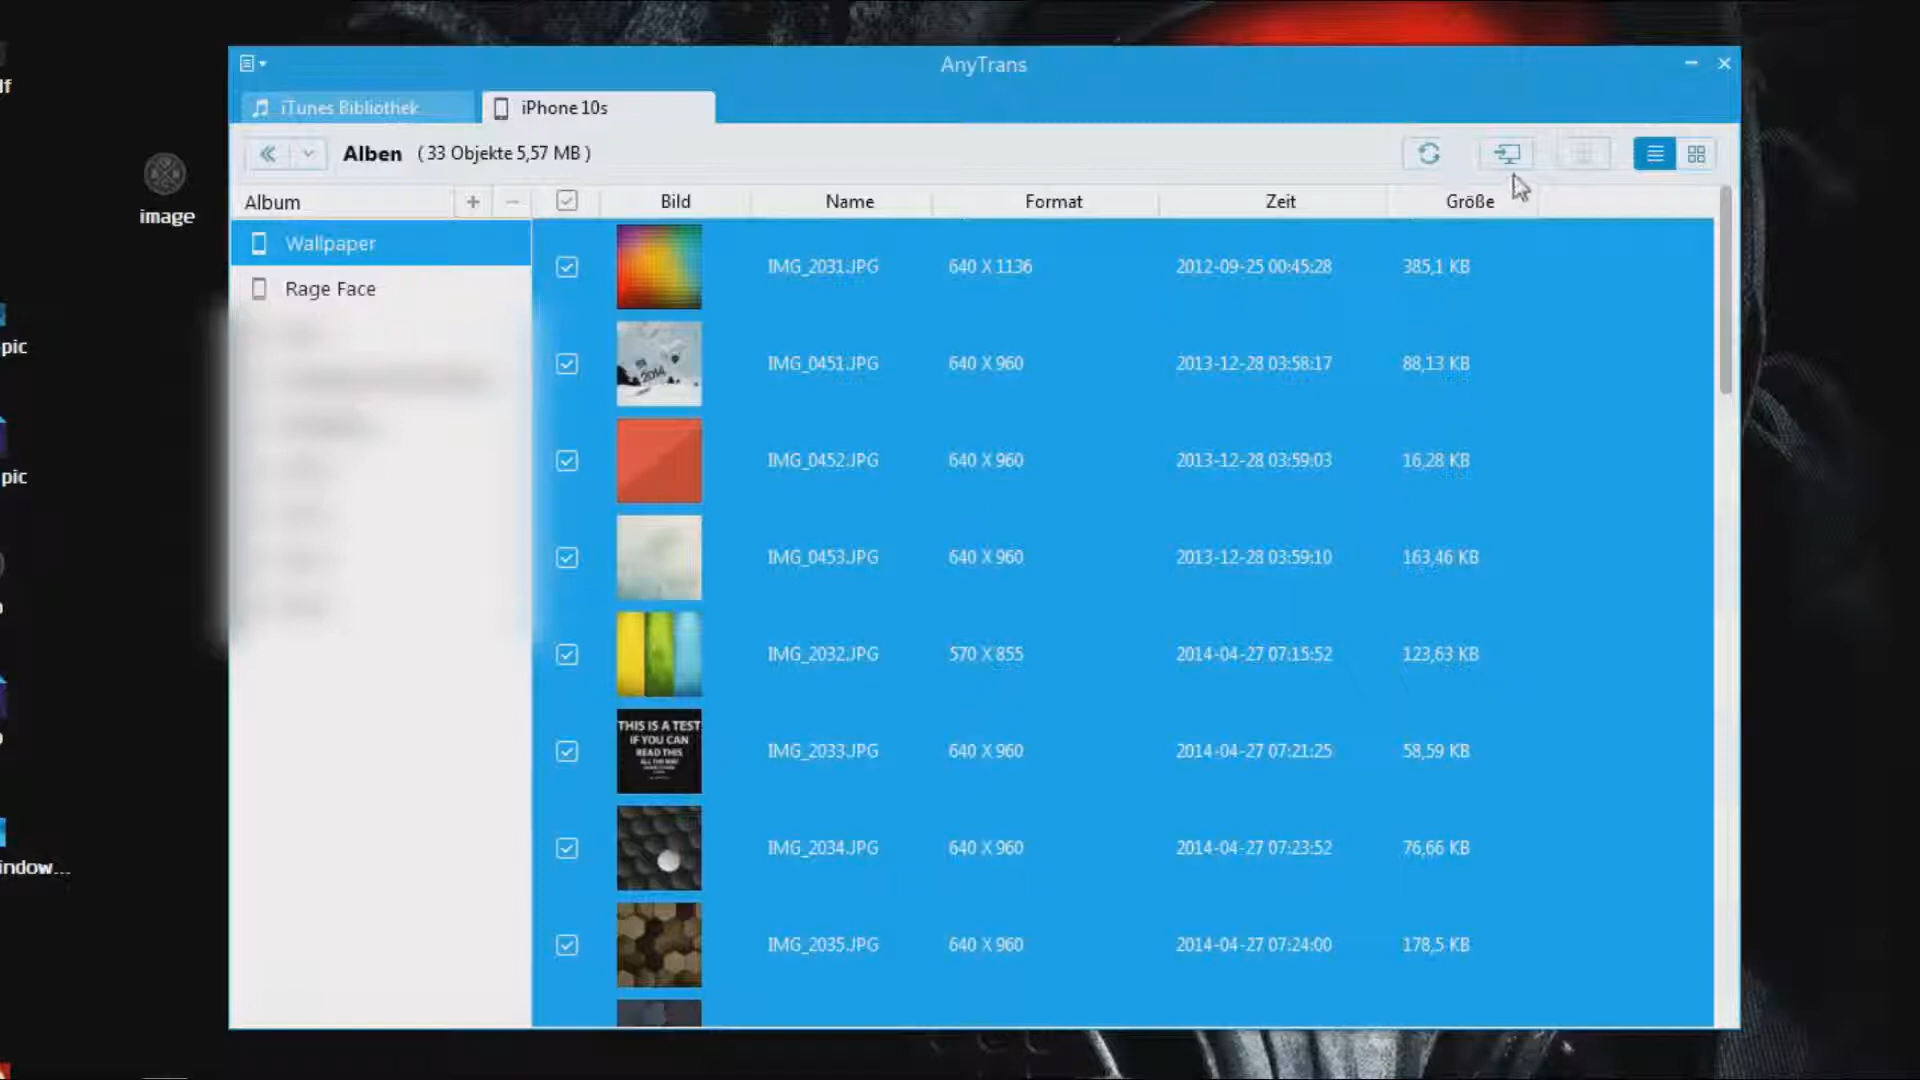 AnyTrans
iTunes Bibliothek
iPhone 10s
Alben ( 33 Objekte 5,57 MB )
Album + −
Bild Name Format Zeit Größe
Wallpaper
Rage Face
IMG_2031.JPG 640 X 1136 2012-09-25 00:45:28 385,1 KB
2014
IMG_0451.JPG 640 X 960 2013-12-28 03:58:17 88,13 KB
IMG_0452.JPG 640 X 960 2013-12-28 03:59:03 16,28 KB
IMG_0453.JPG 640 X 960 2013-12-28 03:59:10 163,46 KB
IMG_2032.JPG 570 X 855 2014-04-27 07:15:52 123,63 KB
THIS IS A TEST
IF YOU CAN
READ THIS
ALL THE WAY
IMG_2033.JPG 640 X 960 2014-04-27 07:21:25 58,59 KB
IMG_2034.JPG 640 X 960 2014-04-27 07:23:52 76,66 KB
IMG_2035.JPG 640 X 960 2014-04-27 07:24:00 178,5 KB
lf
image
pic
pic
indow...